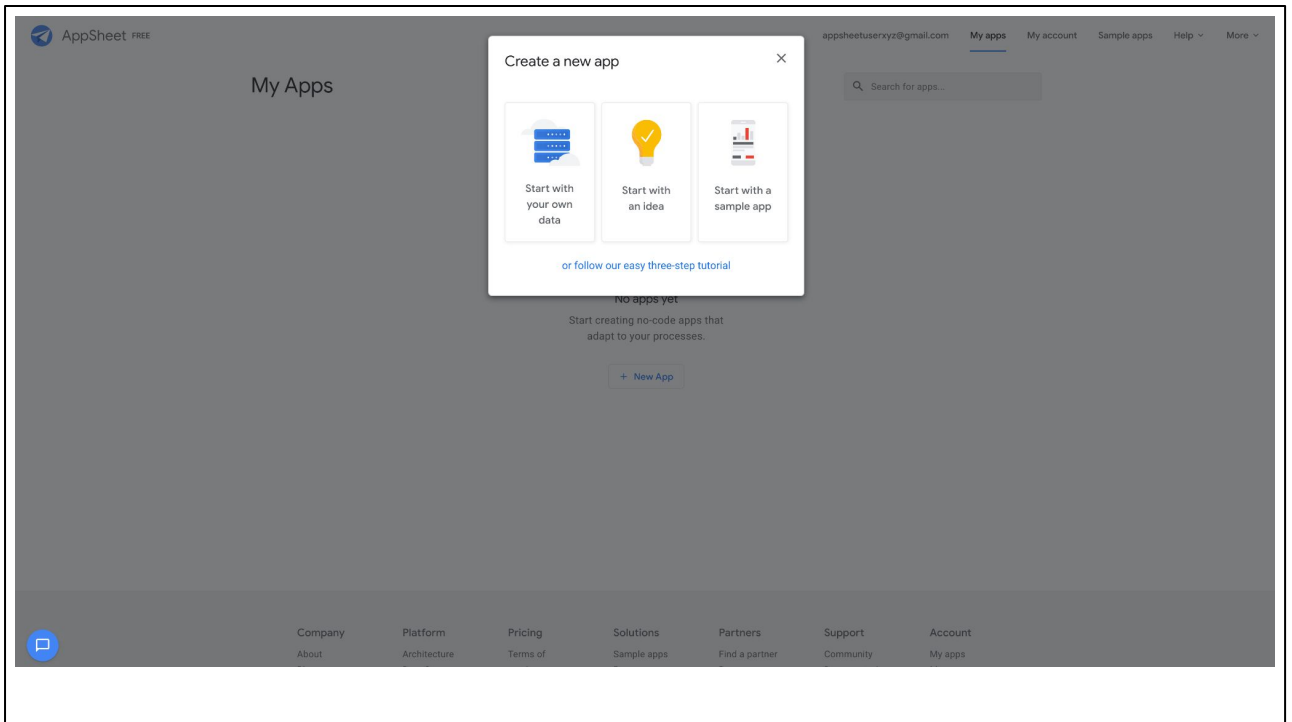 AppSheet FREE
appsheetuserxyz@gmail.com My apps My account Sample apps Help More
My Apps
Search for apps...
Create a new app
Start with
your own
data
Start with
an idea
Start with a
sample app
or follow our easy three-step tutorial
No apps yet
Start creating no-code apps that
adapt to your processes.
+ New App
Company Platform Pricing Solutions Partners Support Account
About Architecture Terms of Sample apps Find a partner Community My apps